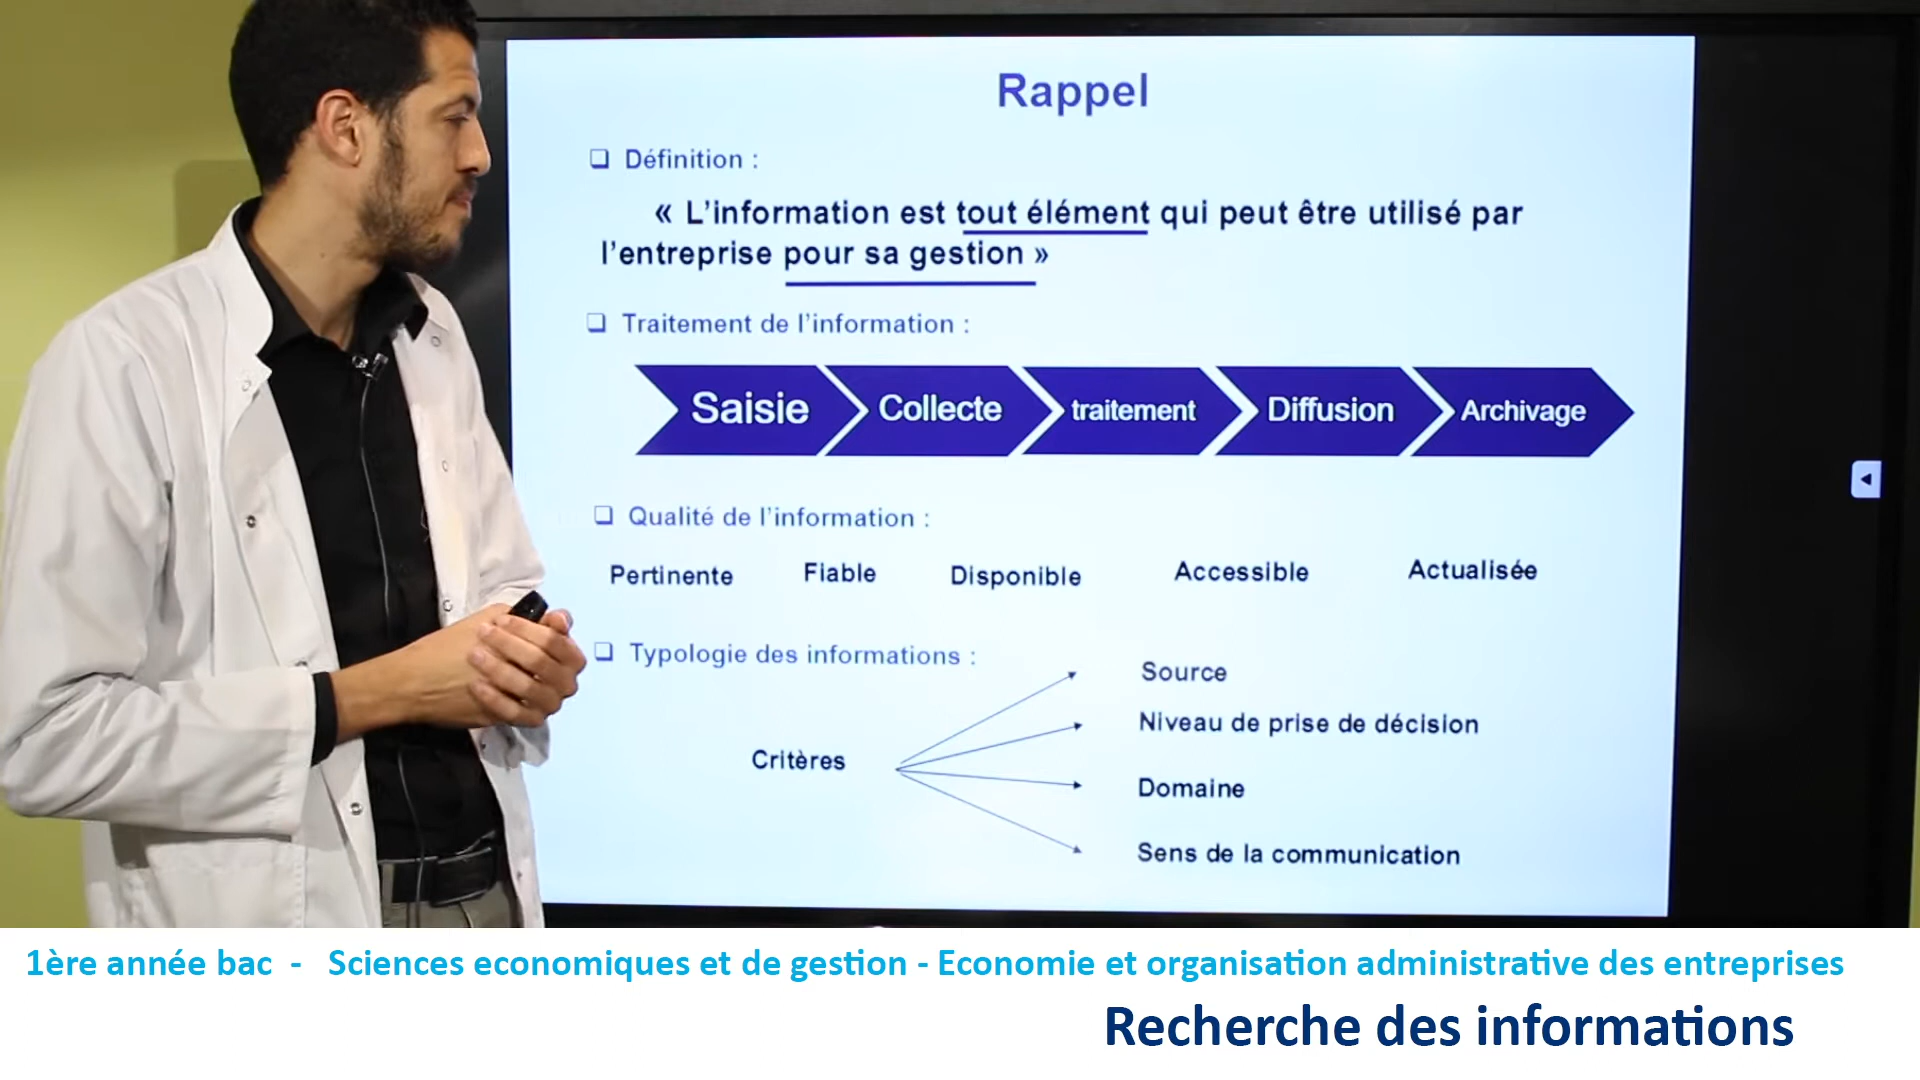 Rappel
❑ Définition :
« L'information est tout élément qui peut être utilisé par
l'entreprise pour sa gestion »
❑ Traitement de l'information :
Saisie Collecte traitement Diffusion Archivage
❑ Qualité de l'information :
Pertinente Fiable Disponible Accessible Actualisée
❑ Typologie des informations :
Critères
Source
Niveau de prise de décision
Domaine
Sens de la communication
1ère année bac - Sciences economiques et de gestion - Economie et organisation administrative des entreprises
Recherche des informations